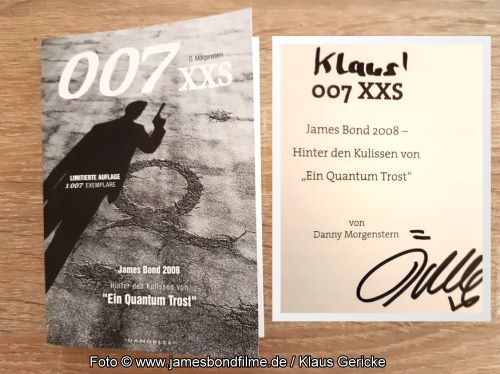 007
D. Morgenstern
XXS
LIMITIERTE AUFLAGE
1007 EXEMPLARE
James Bond 2008
Hinter den Kulissen von
"Ein Quantum Trost"
"DAMOKLES"
Klaus'
007 XXS
James Bond 2008 –
Hinter den Kulissen von
„Ein Quantum Trost“
von
Danny Morgenstern
Foto © www.jamesbondfilme.de / Klaus Gericke